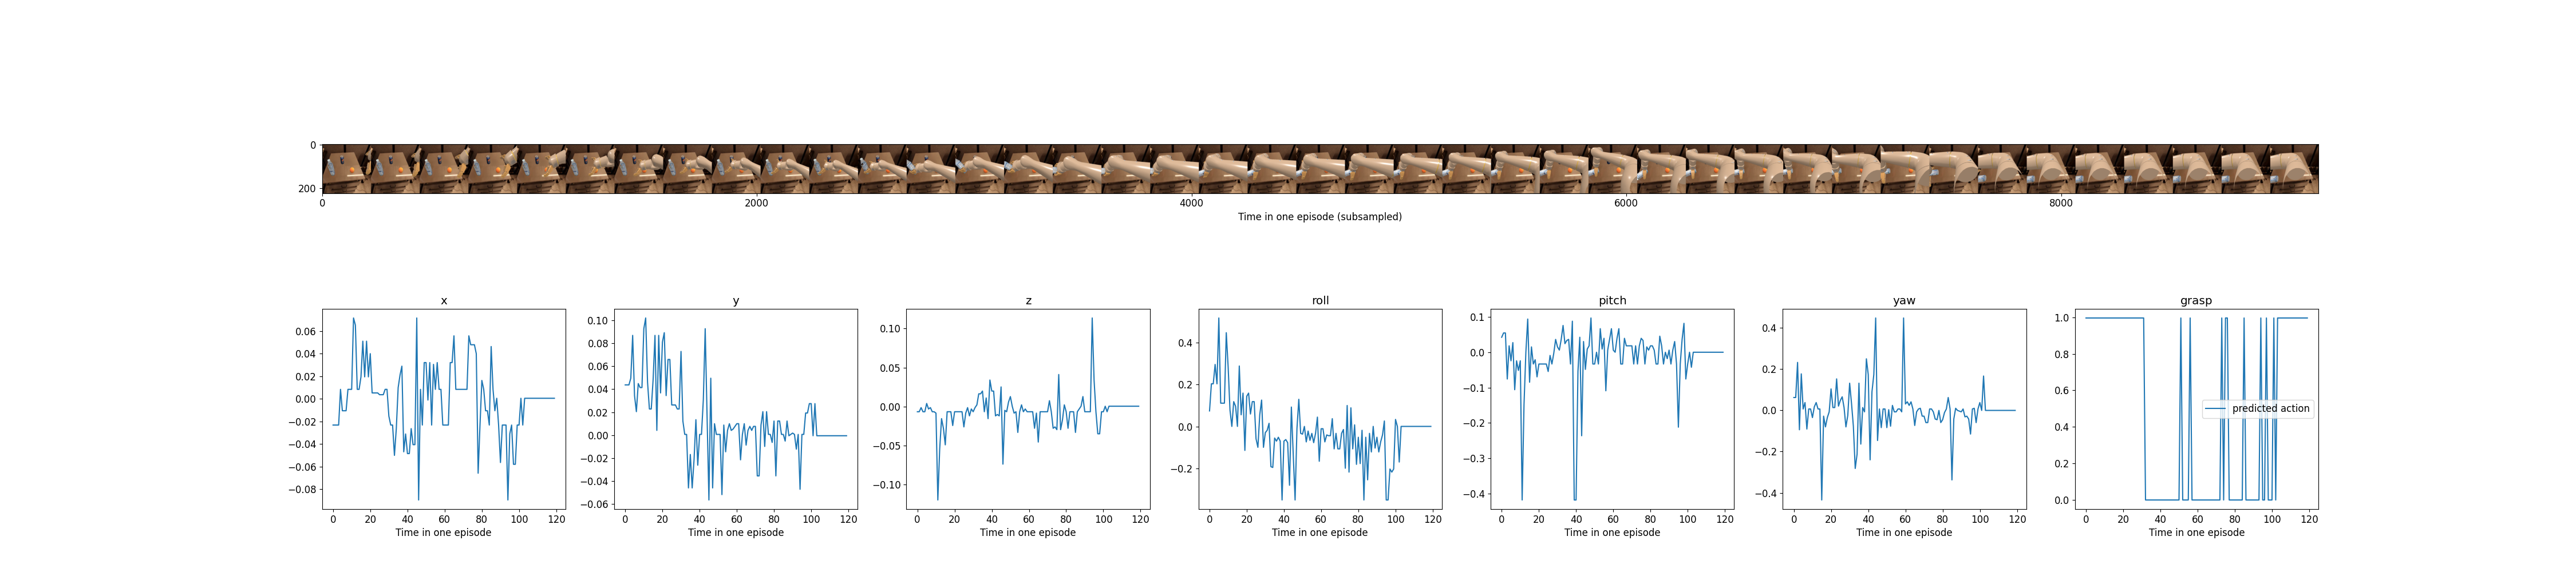 0
200
0 2000 4000 6000 8000
Time in one episode (subsampled)
x
0.06
0.04
0.02
0.00
−0.02
−0.04
−0.06
−0.08
0 20 40 60 80 100 120
Time in one episode
y
0.10
0.08
0.06
0.04
0.02
0.00
−0.02
−0.04
−0.06
0 20 40 60 80 100 120
Time in one episode
z
0.10
0.05
0.00
−0.05
−0.10
0 20 40 60 80 100 120
Time in one episode
roll
0.4
0.2
0.0
−0.2
0 20 40 60 80 100 120
Time in one episode
pitch
0.1
0.0
−0.1
−0.2
−0.3
−0.4
0 20 40 60 80 100 120
Time in one episode
yaw
0.4
0.2
0.0
−0.2
−0.4
0 20 40 60 80 100 120
Time in one episode
grasp
1.0
0.8
0.6
0.4
0.2
0.0
predicted action
0 20 40 60 80 100 120
Time in one episode